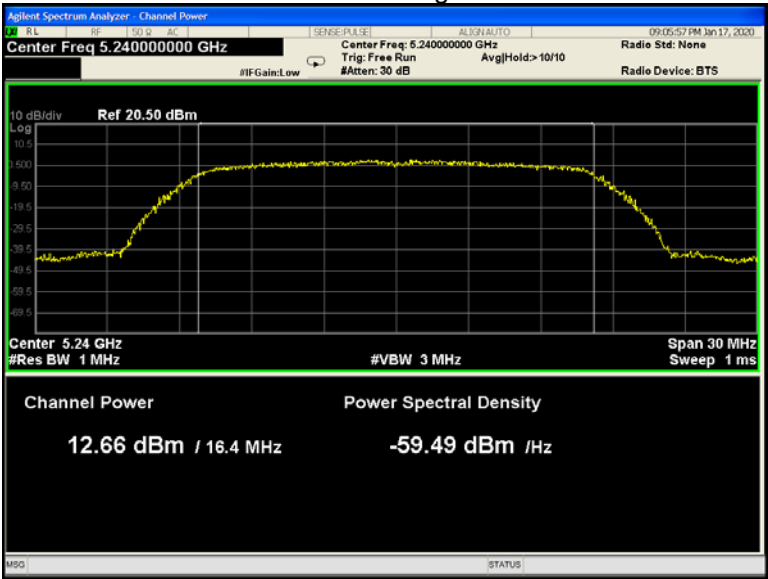 Agilent Spectrum Analyzer - Channel Power
RL RF 50 Ω AC SENSE:PULSE ALIGN AUTO 09:05:57 PM Jan 17, 2020
Center Freq 5.240000000 GHz Center Freq: 5.240000000 GHz Radio Std: None
Trig: Free Run Avg|Hold:> 10/10
#IFGain:Low #Atten: 30 dB Radio Device: BTS
10 dB/div Ref 20.50 dBm
Log
10.5
0.500
-9.50
-19.5
-29.5
-39.5
-49.5
-59.5
-69.5
Center 5.24 GHz Span 30 MHz
#Res BW 1 MHz #VBW 3 MHz Sweep 1 ms
Channel Power Power Spectral Density
12.66 dBm / 16.4 MHz -59.49 dBm /Hz
MSG STATUS